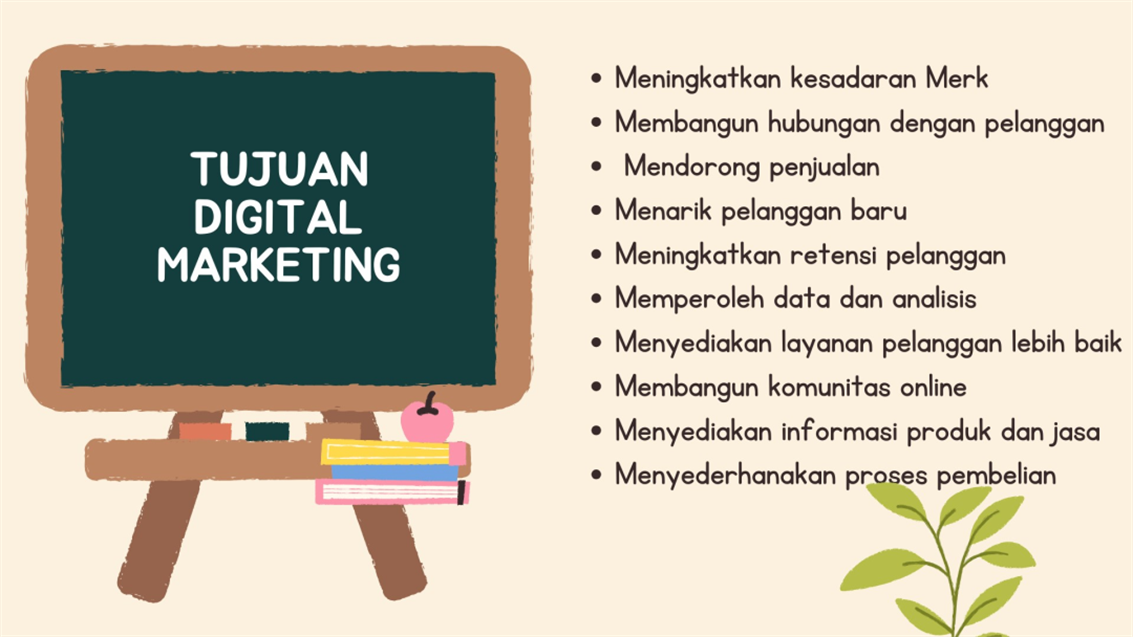 TUJUAN
DIGITAL
MARKETING
• Meningkatkan kesadaran Merk
• Membangun hubungan dengan pelanggan
• Mendorong penjualan
• Menarik pelanggan baru
• Meningkatkan retensi pelanggan
• Memperoleh data dan analisis
• Menyediakan layanan pelanggan lebih baik
• Membangun komunitas online
• Menyediakan informasi produk dan jasa
• Menyederhanakan proses pembelian